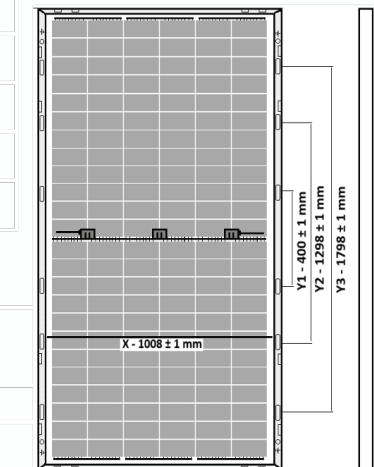 X - 1008 ± 1 mm
Y1 - 400 ± 1 mm
Y2 - 1298 ± 1 mm
Y3 - 1798 ± 1 mm